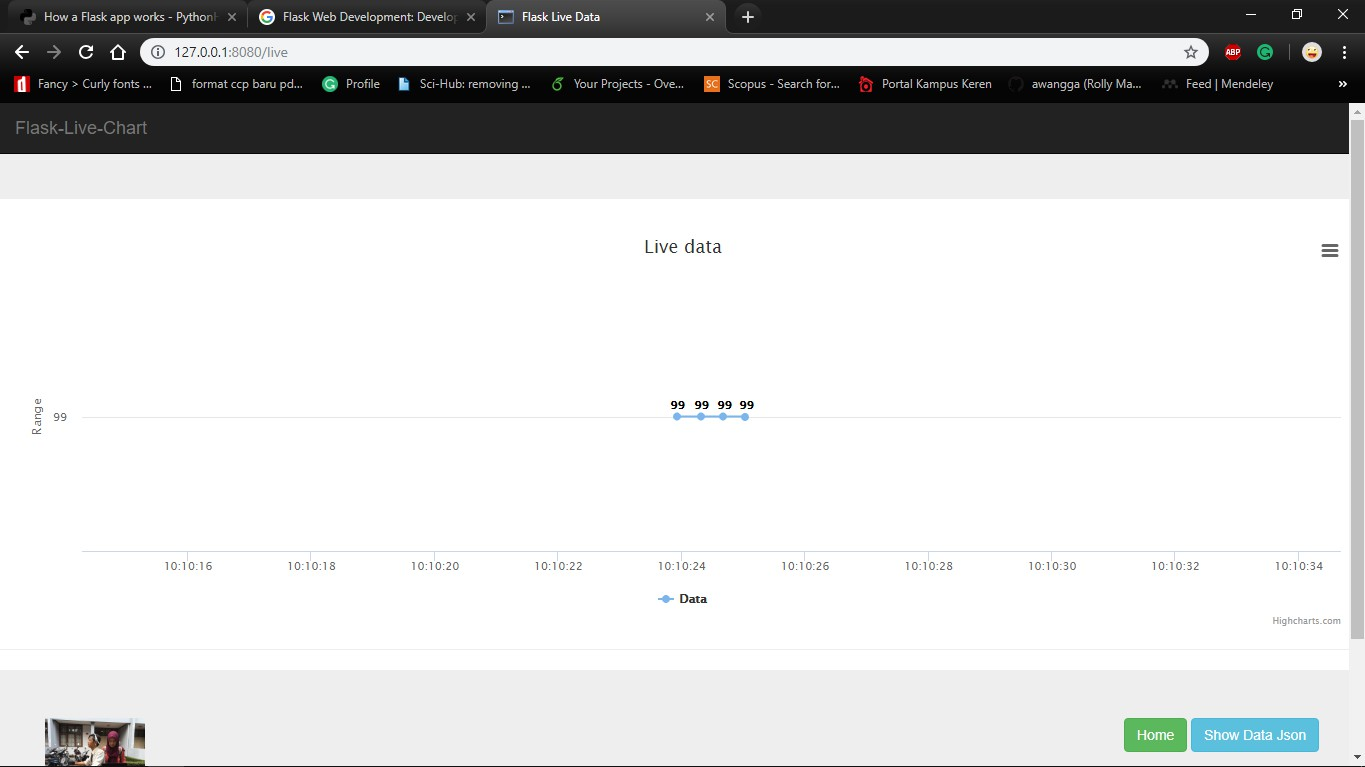 How a Flask app works - Python
Flask Web Development: Develop
Flask Live Data
127.0.0.1:8080/live
ABP
Fancy > Curly fonts ...
format ccp baru pd...
Profile
Sci-Hub: removing ...
Your Projects - Ove...
SC
Scopus - Search for...
Portal Kampus Keren
awangga (Rolly Ma...
Feed | Mendeley
»
Flask-Live-Chart
Live data
Range
99
99 99 99 99
10:10:16 10:10:18 10:10:20 10:10:22 10:10:24 10:10:26 10:10:28 10:10:30 10:10:32 10:10:34
Data
Highcharts.com
Home
Show Data Json